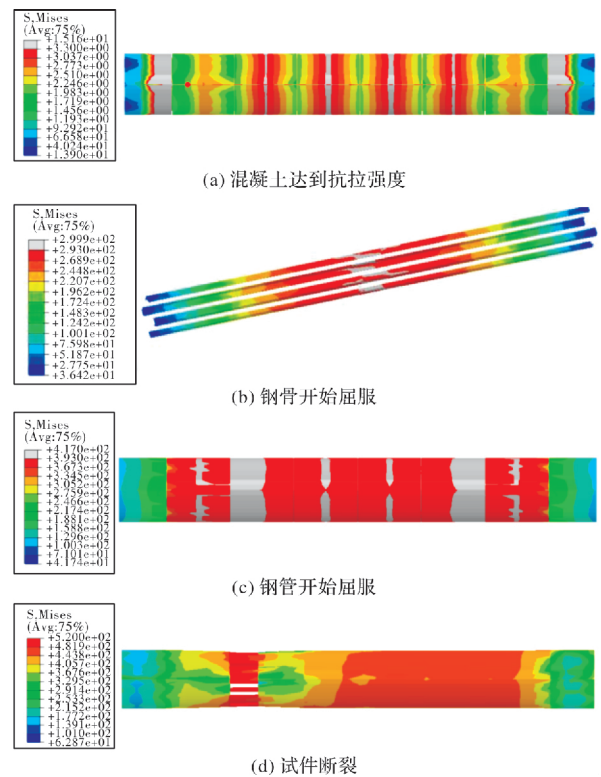 S,Mises
(Avg:75%)
+1.516e+01
+3.300e+00
+3.037e+00
+2.773e+00
+2.510e+00
+2.246e+00
+1.983e+00
+1.719e+00
+1.456e+00
+1.193e+00
+9.292e+01
+6.658e+01
+4.024e+01
+1.390e+01
(a) 混凝土达到抗拉强度
S,Mises
(Avg:75%)
+2.999e+02
+2.930e+02
+2.689e+02
+2.448e+02
+2.207e+02
+1.962e+02
+1.724e+02
+1.483e+02
+1.242e+02
+1.001e+02
+7.598e+01
+5.187e+01
+2.775e+01
+3.642e+01
(b) 钢骨开始屈服
S,Mises
(Avg:75%)
+4.170e+02
+3.930e+02
+3.673e+02
+3.345e+02
+3.052e+02
+2.759e+02
+2.466e+02
+2.174e+02
+1.881e+02
+1.588e+02
+1.296e+02
+1.003e+02
+7.101e+01
+4.174e+01
(c) 钢管开始屈服
S,Mises
(Avg:75%)
+5.200e+02
+4.819e+02
+4.438e+02
+4.057e+02
+3.676e+02
+3.295e+02
+2.914e+02
+2.533e+02
+2.152e+02
+1.772e+02
+1.391e+02
+1.010e+02
+6.287e+01
(d) 试件断裂